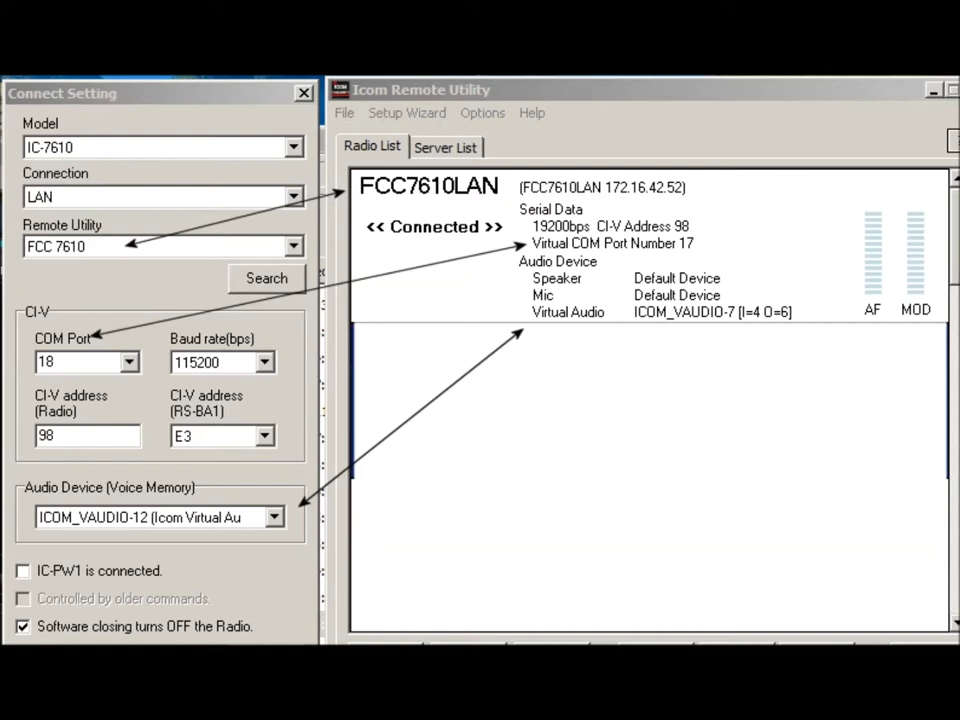 Connect Setting
Model
IC-7610
Connection
LAN
Remote Utility
FCC 7610
Search
CI-V
COM Port
Baud rate(bps)
18
115200
CI-V address
(Radio)
CI-V address
(RS-BA1)
98
E3
Audio Device (Voice Memory)
ICOM_VAUDIO-12 (Icom Virtual Au
IC-PW1 is connected.
Controlled by older commands.
Software closing turns OFF the Radio.
Icom Remote Utility
File Setup Wizard Options Help
Radio List Server List
FCC7610LAN (FCC7610LAN 172.16.42.52)
<< Connected >>
Serial Data
19200bps CI-V Address 98
Virtual COM Port Number 17
Audio Device
Speaker Default Device
Mic Default Device
Virtual Audio ICOM_VAUDIO-7 [I=4 O=6]
AF MOD